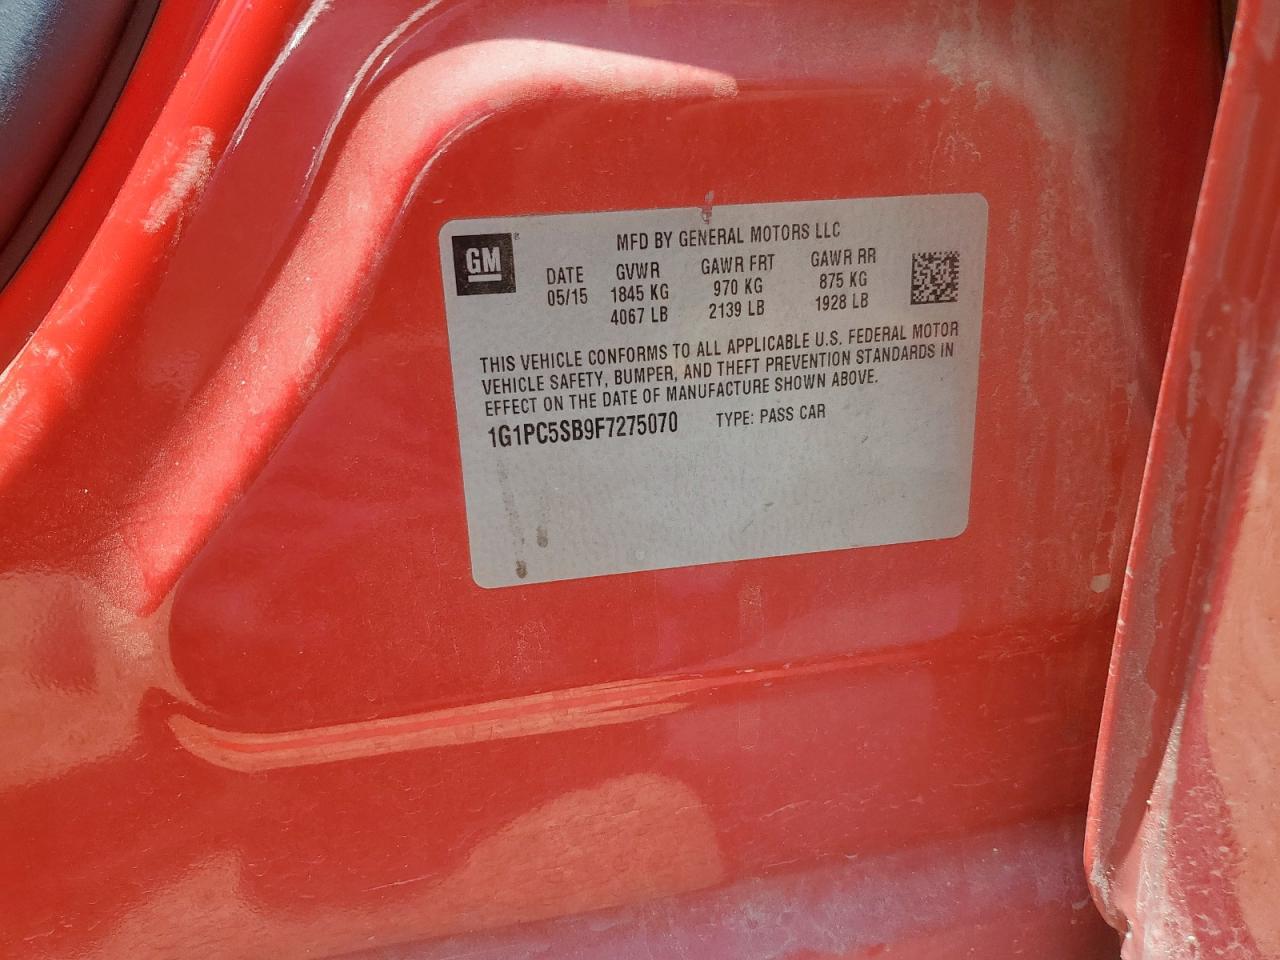 GM
MFD BY GENERAL MOTORS LLC
DATE GVWR GAWR FRT GAWR RR
05/15 1845 KG 970 KG 875 KG
4067 LB 2139 LB 1928 LB
THIS VEHICLE CONFORMS TO ALL APPLICABLE U.S. FEDERAL MOTOR
VEHICLE SAFETY, BUMPER, AND THEFT PREVENTION STANDARDS IN
EFFECT ON THE DATE OF MANUFACTURE SHOWN ABOVE.
1G1PC5SB9F7275070 TYPE: PASS CAR